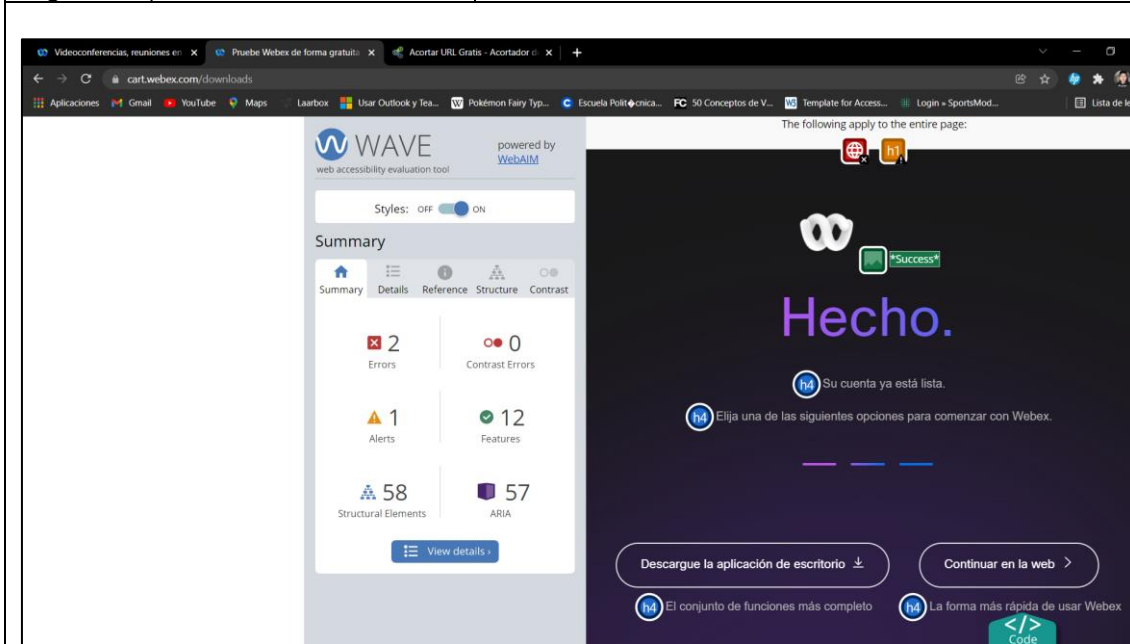 Videoconferencias, reuniones en
Pruebe Webex de forma gratuita
Acortar URL Gratis - Acortador d
cart.webex.com/downloads
Aplicaciones
Gmail
YouTube
Maps
Laarbox
Usar Outlook y Tea...
Pokémon Fairy Typ...
Escuela Polit�cnica...
50 Conceptos de V...
Template for Access...
Login » SportsMod...
Lista de le
WAVE
web accessibility evaluation tool
powered by
WebAIM
Styles: OFF ON
Summary
Summary Details Reference Structure Contrast
2
Errors
0
Contrast Errors
1
Alerts
12
Features
58
Structural Elements
57
ARIA
View details ›
The following apply to the entire page:
h1
*Success*
Hecho.
h4 Su cuenta ya está lista.
h4 Elija una de las siguientes opciones para comenzar con Webex.
Descargue la aplicación de escritorio
Continuar en la web
h4 El conjunto de funciones más completo
h4 La forma más rápida de usar Webex
</>
Code